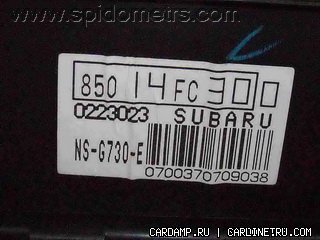 www.spidometrs.com
850 14 FC 30 0
0223023 SUBARU
NS-G730-E
0700370709038
CARDAMP.RU / CARDINETRU.COM